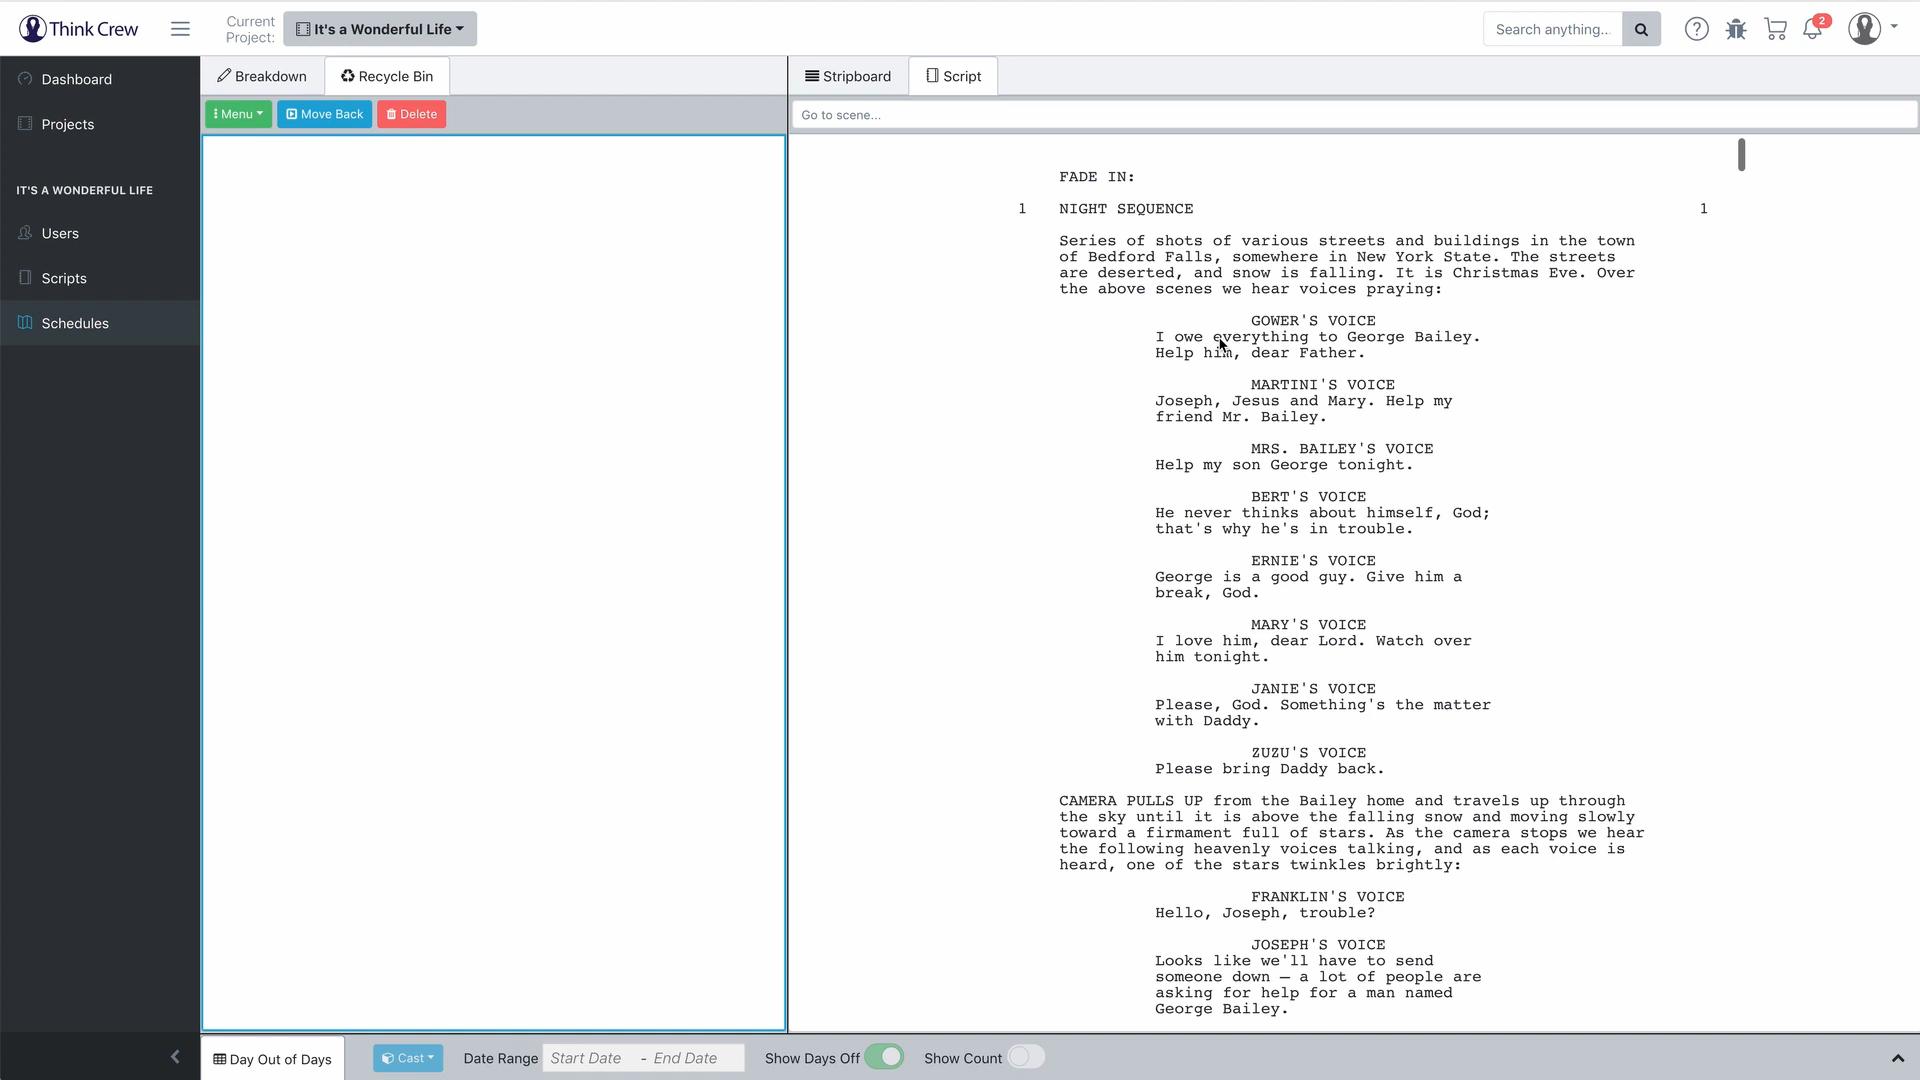 Think Crew
Current Project:
It's a Wonderful Life
Search anything...
2
Dashboard
Projects
IT'S A WONDERFUL LIFE
Users
Scripts
Schedules
Breakdown
Recycle Bin
Menu
Move Back
Delete
Stripboard
Script
Go to scene...
FADE IN:
1 NIGHT SEQUENCE 1
Series of shots of various streets and buildings in the town
of Bedford Falls, somewhere in New York State. The streets
are deserted, and snow is falling. It is Christmas Eve. Over
the above scenes we hear voices praying:
GOWER'S VOICE
I owe everything to George Bailey.
Help him, dear Father.
MARTINI'S VOICE
Joseph, Jesus and Mary. Help my
friend Mr. Bailey.
MRS. BAILEY'S VOICE
Help my son George tonight.
BERT'S VOICE
He never thinks about himself, God;
that's why he's in trouble.
ERNIE'S VOICE
George is a good guy. Give him a
break, God.
MARY'S VOICE
I love him, dear Lord. Watch over
him tonight.
JANIE'S VOICE
Please, God. Something's the matter
with Daddy.
ZUZU'S VOICE
Please bring Daddy back.
CAMERA PULLS UP from the Bailey home and travels up through
the sky until it is above the falling snow and moving slowly
toward a firmament full of stars. As the camera stops we hear
the following heavenly voices talking, and as each voice is
heard, one of the stars twinkles brightly:
FRANKLIN'S VOICE
Hello, Joseph, trouble?
JOSEPH'S VOICE
Looks like we'll have to send
someone down — a lot of people are
asking for help for a man named
George Bailey.
Day Out of Days
Cast
Date Range
Start Date - End Date
Show Days Off
Show Count